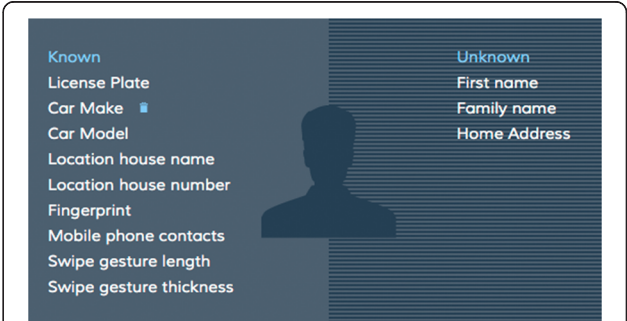 Known
License Plate
Car Make
Car Model
Location house name
Location house number
Fingerprint
Mobile phone contacts
Swipe gesture length
Swipe gesture thickness
Unknown
First name
Family name
Home Address